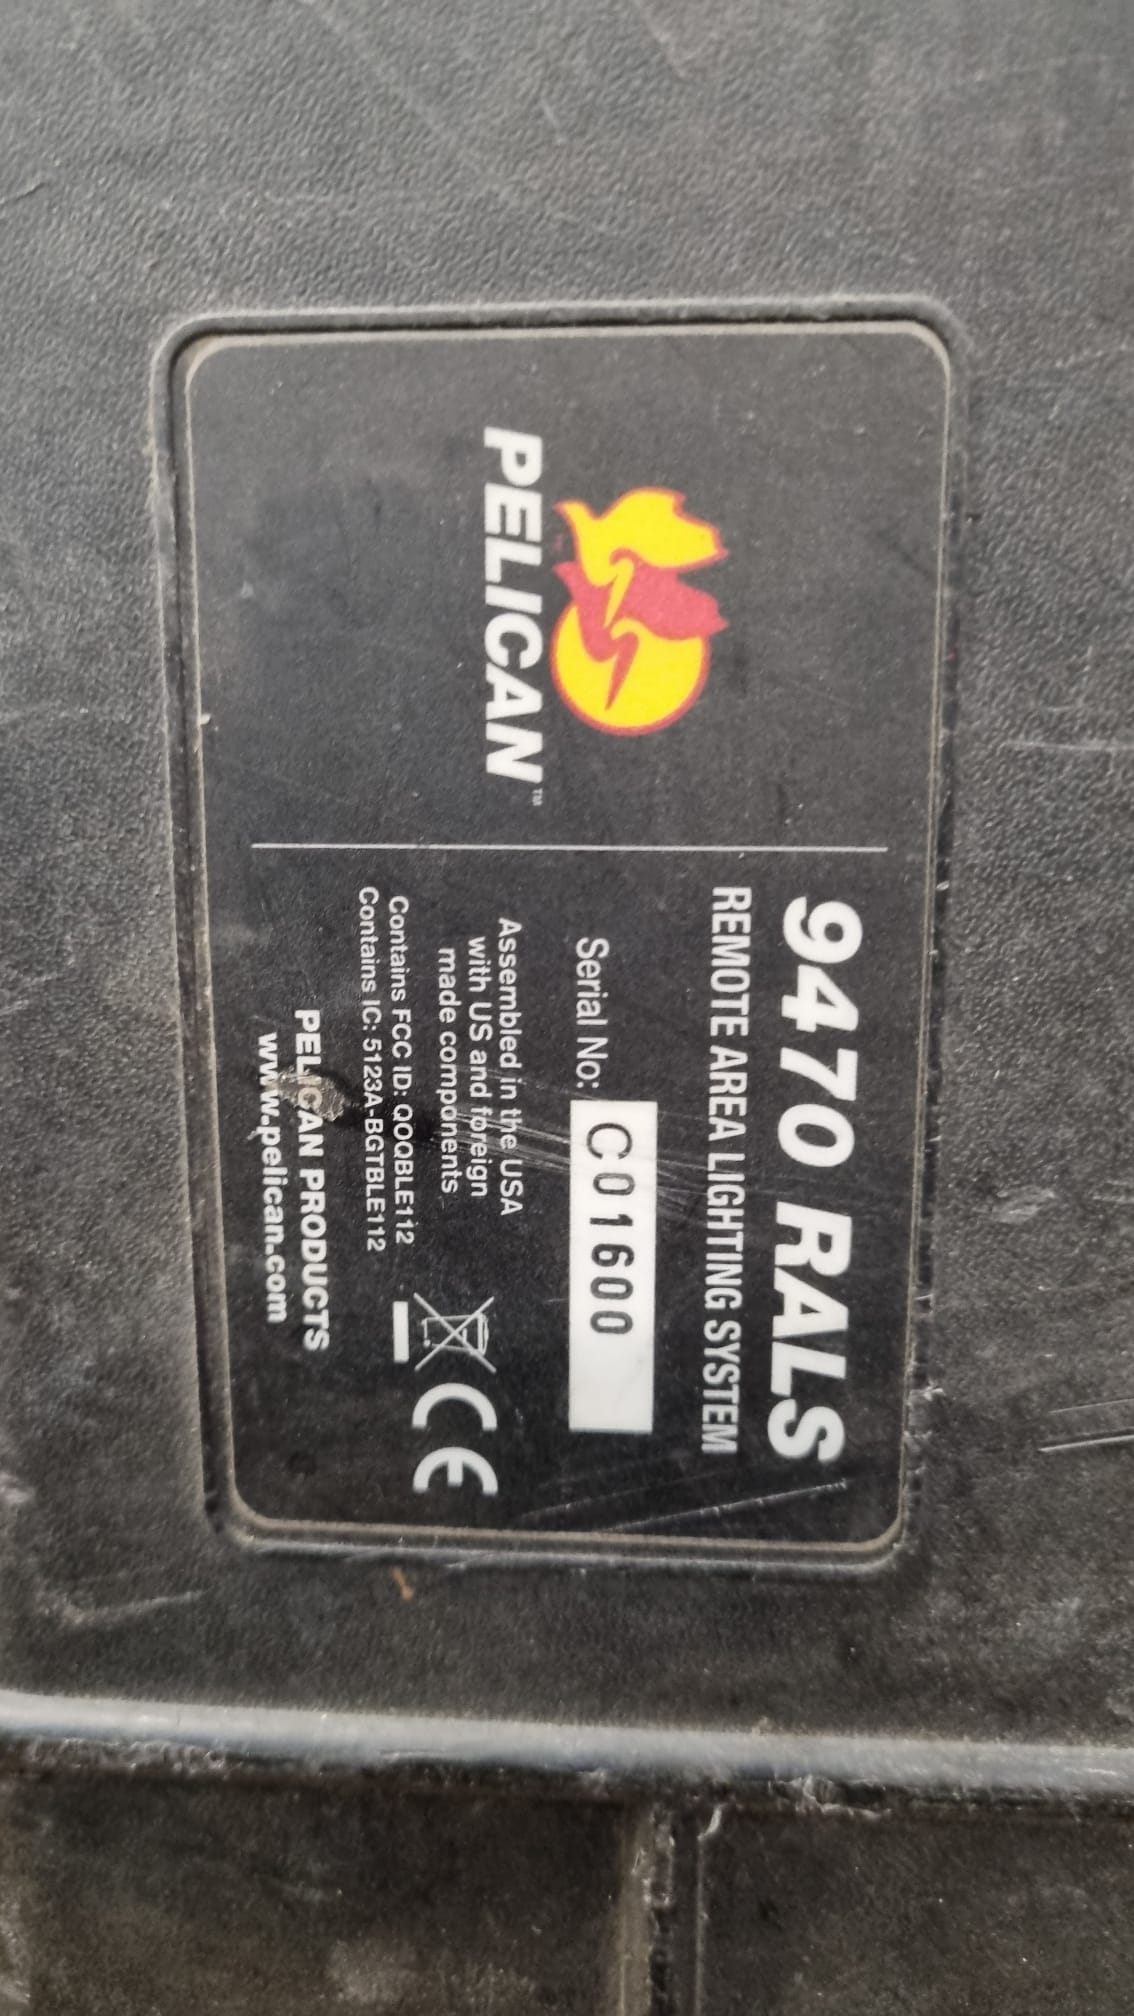 PELICAN™
9470 RALS
REMOTE AREA LIGHTING SYSTEM
Serial No: C01600
Assembled in the USA
with US and foreign
made components
CE
Contains FCC ID: QOQBLE112
Contains IC: 5123A-BGTBLE112
PELICAN PRODUCTS
www.pelican.com